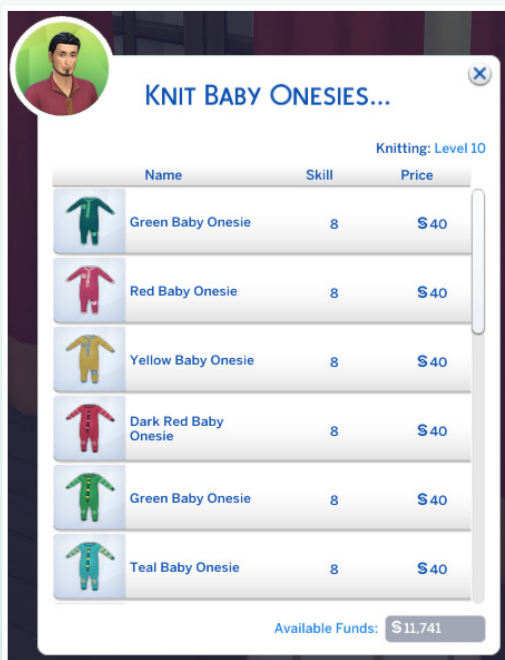 KNIT BABY ONESIES...
Knitting: Level 10
Name Skill Price
Green Baby Onesie 8 §40
Red Baby Onesie 8 §40
Yellow Baby Onesie 8 §40
Dark Red Baby
Onesie 8 §40
Green Baby Onesie 8 §40
Teal Baby Onesie 8 §40
Available Funds: §11,741